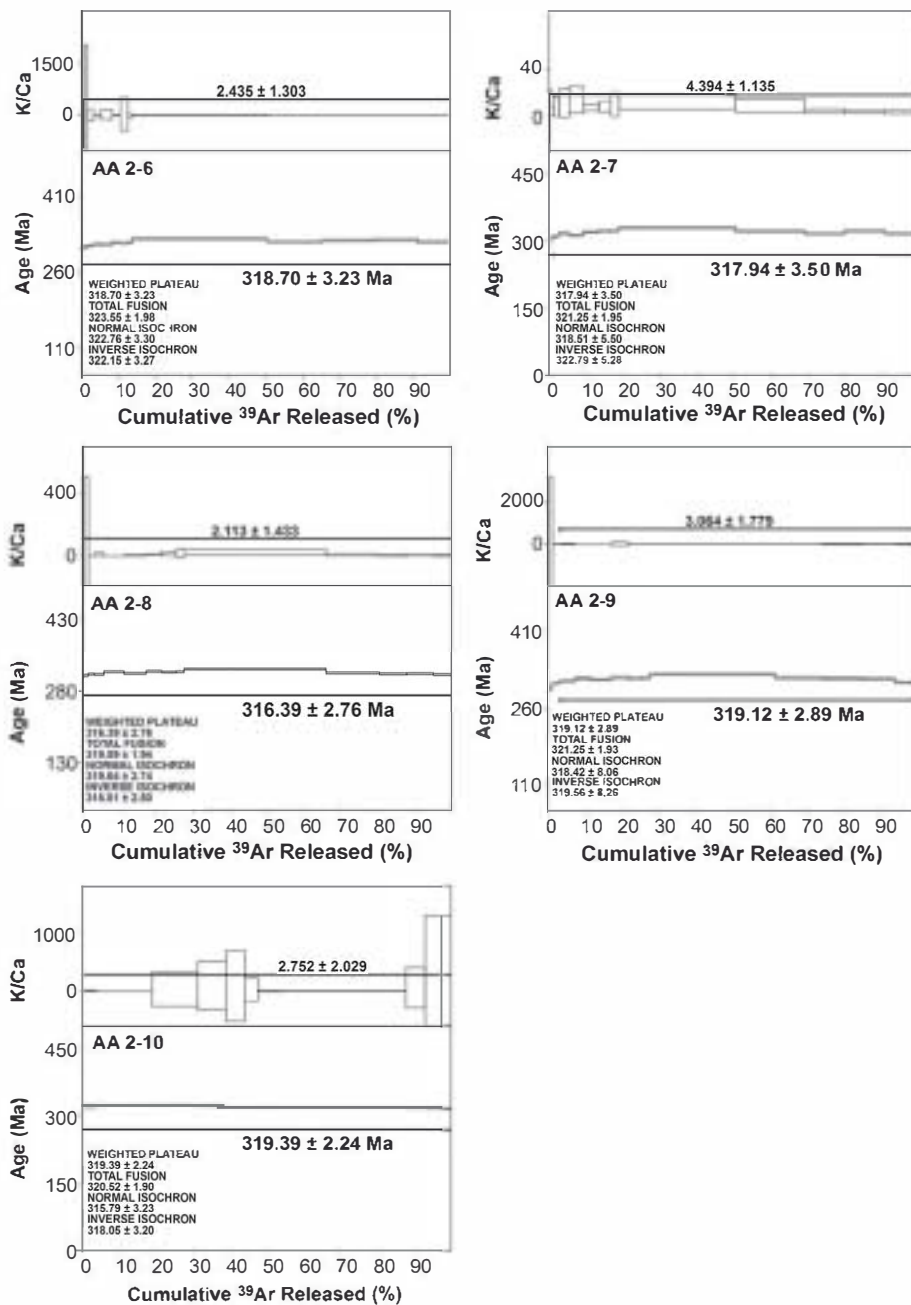 K/Ca
1500
0
2.435 ± 1.303
AA 2-6
Age (Ma)
410
260
110
318.70 ± 3.23 Ma
WEIGHTED PLATEAU
318.70 ± 3.23
TOTAL FUSION
323.55 ± 1.98
NORMAL ISOCHRON
322.76 ± 3.30
INVERSE ISOCHRON
322.15 ± 3.27
0 10 20 30 40 50 60 70 80 90
Cumulative ³⁹Ar Released (%)
K/Ca
40
0
4.394 ± 1.135
AA 2-7
Age (Ma)
450
300
150
0
317.94 ± 3.50 Ma
WEIGHTED PLATEAU
317.94 ± 3.50
TOTAL FUSION
321.25 ± 1.95
NORMAL ISOCHRON
318.51 ± 5.50
INVERSE ISOCHRON
322.79 ± 5.28
0 10 20 30 40 50 60 70 80 90
Cumulative ³⁹Ar Released (%)
K/Ca
400
0
2.113 ± 1.433
AA 2-8
Age (Ma)
430
280
130
316.39 ± 2.76 Ma
WEIGHTED PLATEAU
316.39 ± 2.76
TOTAL FUSION
NORMAL ISOCHRON
INVERSE ISOCHRON
0 10 20 30 40 50 60 70 80 90
Cumulative ³⁹Ar Released (%)
K/Ca
2000
0
3.064 ± 1.779
AA 2-9
Age (Ma)
410
260
110
319.12 ± 2.89 Ma
WEIGHTED PLATEAU
319.12 ± 2.89
TOTAL FUSION
321.25 ± 1.93
NORMAL ISOCHRON
318.42 ± 8.06
INVERSE ISOCHRON
319.56 ± 8.26
0 10 20 30 40 50 60 70 80 90
Cumulative ³⁹Ar Released (%)
K/Ca
1000
0
2.752 ± 2.029
AA 2-10
Age (Ma)
450
300
150
0
319.39 ± 2.24 Ma
WEIGHTED PLATEAU
319.39 ± 2.24
TOTAL FUSION
320.52 ± 1.90
NORMAL ISOCHRON
315.79 ± 3.23
INVERSE ISOCHRON
318.05 ± 3.20
0 10 20 30 40 50 60 70 80 90
Cumulative ³⁹Ar Released (%)